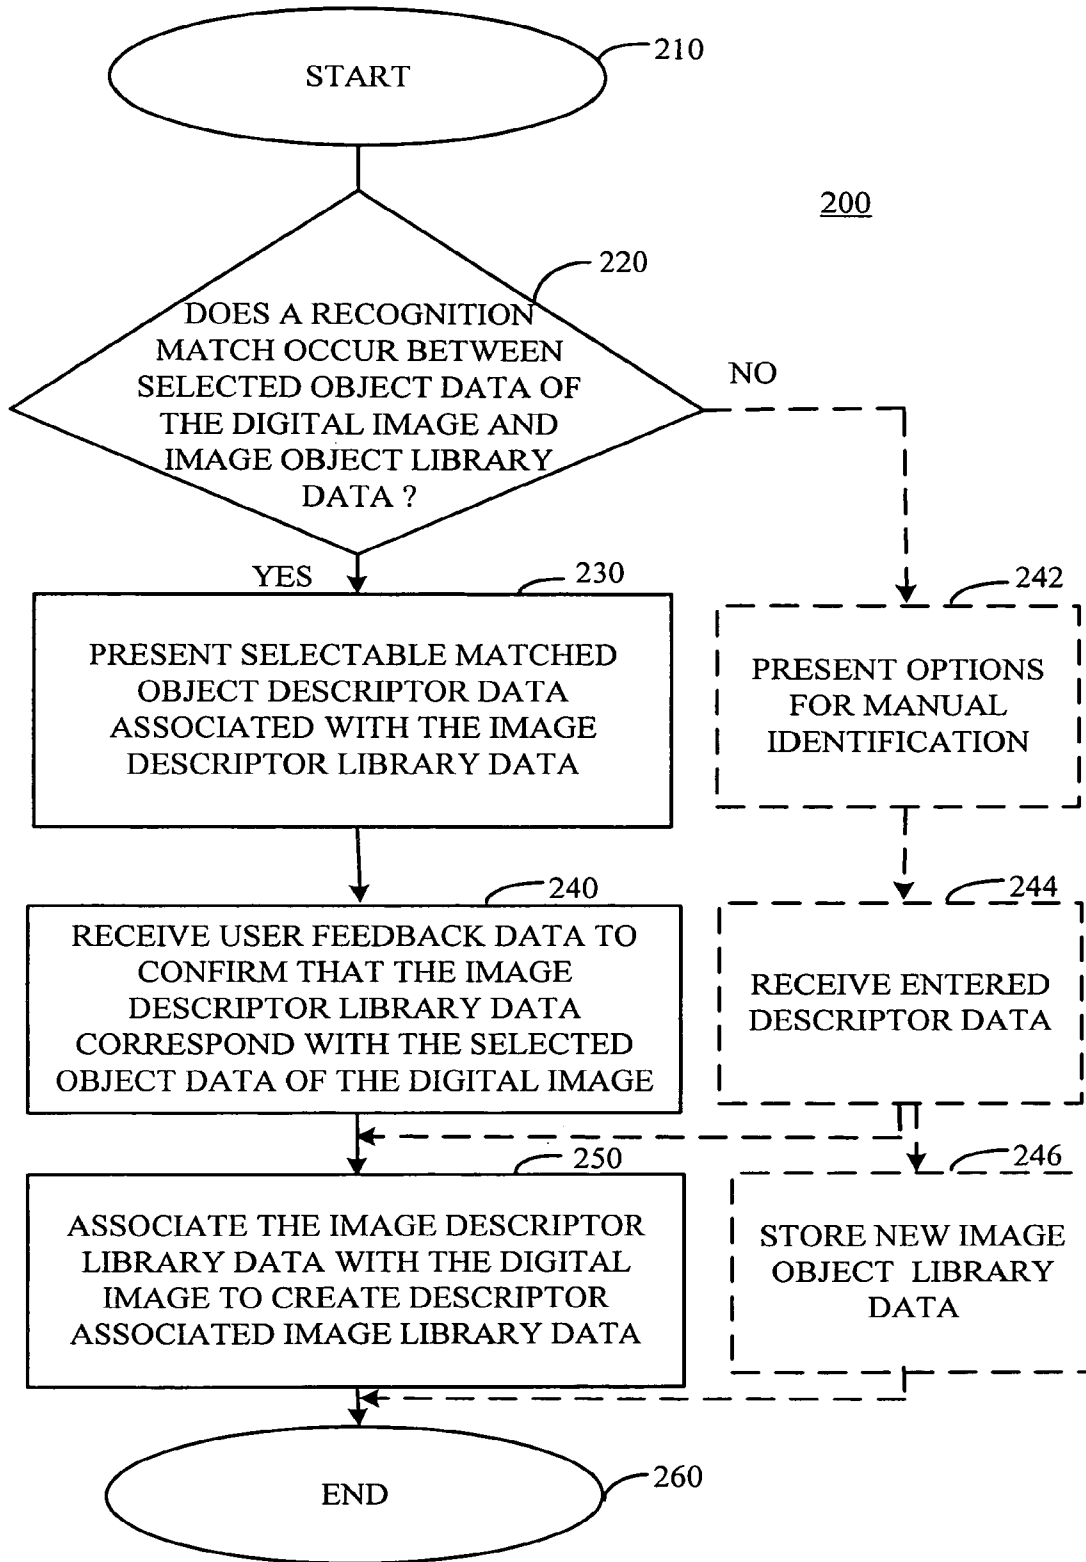 210
START
200
220
DOES A RECOGNITION
MATCH OCCUR BETWEEN
SELECTED OBJECT DATA OF
THE DIGITAL IMAGE AND
IMAGE OBJECT LIBRARY
DATA ?
NO
YES
230
PRESENT SELECTABLE MATCHED
OBJECT DESCRIPTOR DATA
ASSOCIATED WITH THE IMAGE
DESCRIPTOR LIBRARY DATA
242
PRESENT OPTIONS
FOR MANUAL
IDENTIFICATION
240
RECEIVE USER FEEDBACK DATA TO
CONFIRM THAT THE IMAGE
DESCRIPTOR LIBRARY DATA
CORRESPOND WITH THE SELECTED
OBJECT DATA OF THE DIGITAL IMAGE
244
RECEIVE ENTERED
DESCRIPTOR DATA
250
ASSOCIATE THE IMAGE DESCRIPTOR
LIBRARY DATA WITH THE DIGITAL
IMAGE TO CREATE DESCRIPTOR
ASSOCIATED IMAGE LIBRARY DATA
246
STORE NEW IMAGE
OBJECT LIBRARY
DATA
END
260